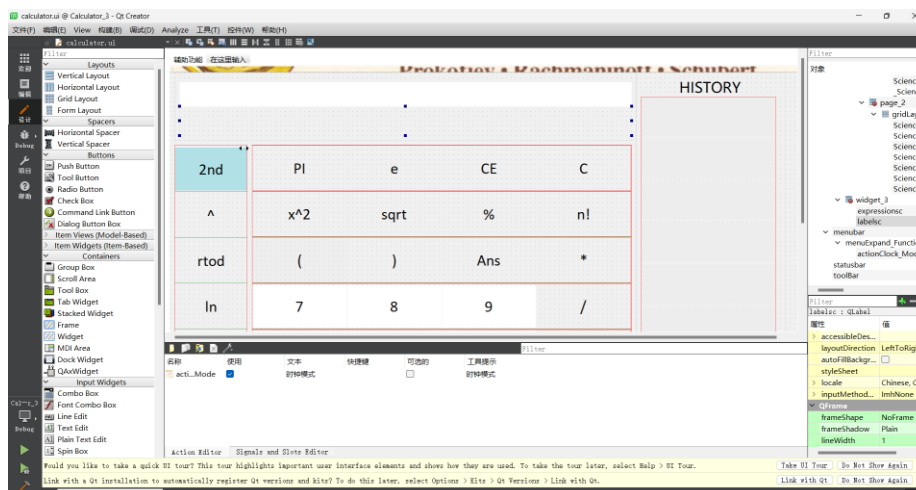 calculator.ui @ Calculator_3 - Qt Creator
文件(F) 编辑(E) View 构建(B) 调试(D) Analyze 工具(T) 控件(W) 帮助(H)
calculator.ui
Filter
Layouts
Vertical Layout
Horizontal Layout
Grid Layout
Form Layout
Spacers
Horizontal Spacer
Vertical Spacer
Buttons
Push Button
Tool Button
Radio Button
Check Box
Command Link Button
Dialog Button Box
Item Views (Model-Based)
Item Widgets (Item-Based)
Containers
Group Box
Scroll Area
Tool Box
Tab Widget
Stacked Widget
Frame
Widget
MDI Area
Dock Widget
QAxWidget
Input Widgets
Combo Box
Font Combo Box
Line Edit
Text Edit
Plain Text Edit
Spin Box
欢迎
编辑
设计
Debug
项目
帮助
Debug
辅助功能 在这里输入
Prokofiev • Rachmaninoff • Schubert
HISTORY
2nd PI e CE C
^ x^2 sqrt % n!
rtod ( ) Ans *
ln 7 8 9 /
Filter
名称 使用 文本 快捷键 可选的 工具提示
acti...Mode 时钟模式 时钟模式
Action Editor Signals and Slots Editor
Filter
对象
Scienc
_Scien
page_2
gridLay
Scienc
Scienc
Scienc
Scienc
Scienc
Scienc
widget_3
expressionsc
labelsc
menubar
menuExpand_Functi
actionClock_Mod
statusbar
toolBar
Filter
labelsc : QLabel
属性 值
accessibleDes...
layoutDirection LeftToRigh
autoFillBackgr...
styleSheet
locale Chinese, C
inputMethod... ImhNone
QFrame
frameShape NoFrame
frameShadow Plain
lineWidth 1
Would you like to take a quick UI tour? This tour highlights important user interface elements and shows how they are used. To take the tour later, select Help > UI Tour. Take UI Tour Do Not Show Again
Link with a Qt installation to automatically register Qt versions and kits? To do this later, select Options > Kits > Qt Versions > Link with Qt. Link with Qt Do Not Show Again